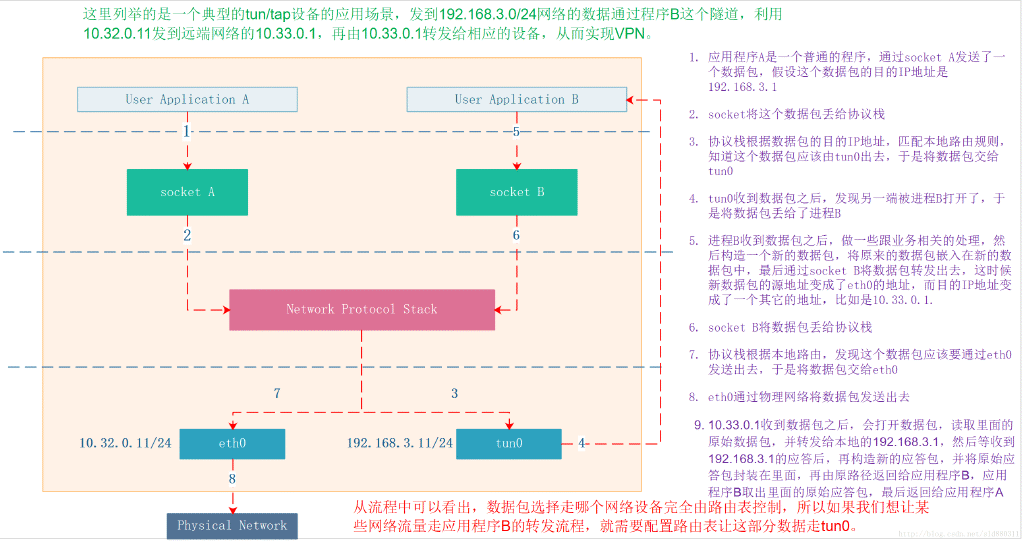 这里列举的是一个典型的tun/tap设备的应用场景，发到192.168.3.0/24网络的数据通过程序B这个隧道，利用
10.32.0.11发到远端网络的10.33.0.1，再由10.33.0.1转发给相应的设备，从而实现VPN。
User Application A
User Application B
1
5
socket A
socket B
2
6
Network Protocol Stack
7
3
10.32.0.11/24
eth0
192.168.3.11/24
tun0
4
8
Physical Network
1. 应用程序A是一个普通的程序，通过socket A发送了一
个数据包，假设这个数据包的目的IP地址是
192.168.3.1
2. socket将这个数据包丢给协议栈
3. 协议栈根据数据包的目的IP地址，匹配本地路由规则，
知道这个数据包应该由tun0出去，于是将数据包交给
tun0
4. tun0收到数据包之后，发现另一端被进程B打开了，于
是将数据包丢给了进程B
5. 进程B收到数据包之后，做一些跟业务相关的处理，然
后构造一个新的数据包，将原来的数据包嵌入在新的数
据包中，最后通过socket B将数据包转发出去，这时候
新数据包的源地址变成了eth0的地址，而目的IP地址变
成了一个其它的地址，比如是10.33.0.1.
6. socket B将数据包丢给协议栈
7. 协议栈根据本地路由，发现这个数据包应该要通过eth0
发送出去，于是将数据包交给eth0
8. eth0通过物理网络将数据包发送出去
9. 10.33.0.1收到数据包之后，会打开数据包，读取里面的
原始数据包，并转发给本地的192.168.3.1，然后等收到
192.168.3.1的应答后，再构造新的应答包，并将原始应
答包封装在里面，再由原路径返回给应用程序B，应用
程序B取出里面的原始应答包，最后返回给应用程序A
从流程中可以看出，数据包选择走哪个网络设备完全由路由表控制，所以如果我们想让某
些网络流量走应用程序B的转发流程，就需要配置路由表让这部分数据走tun0。